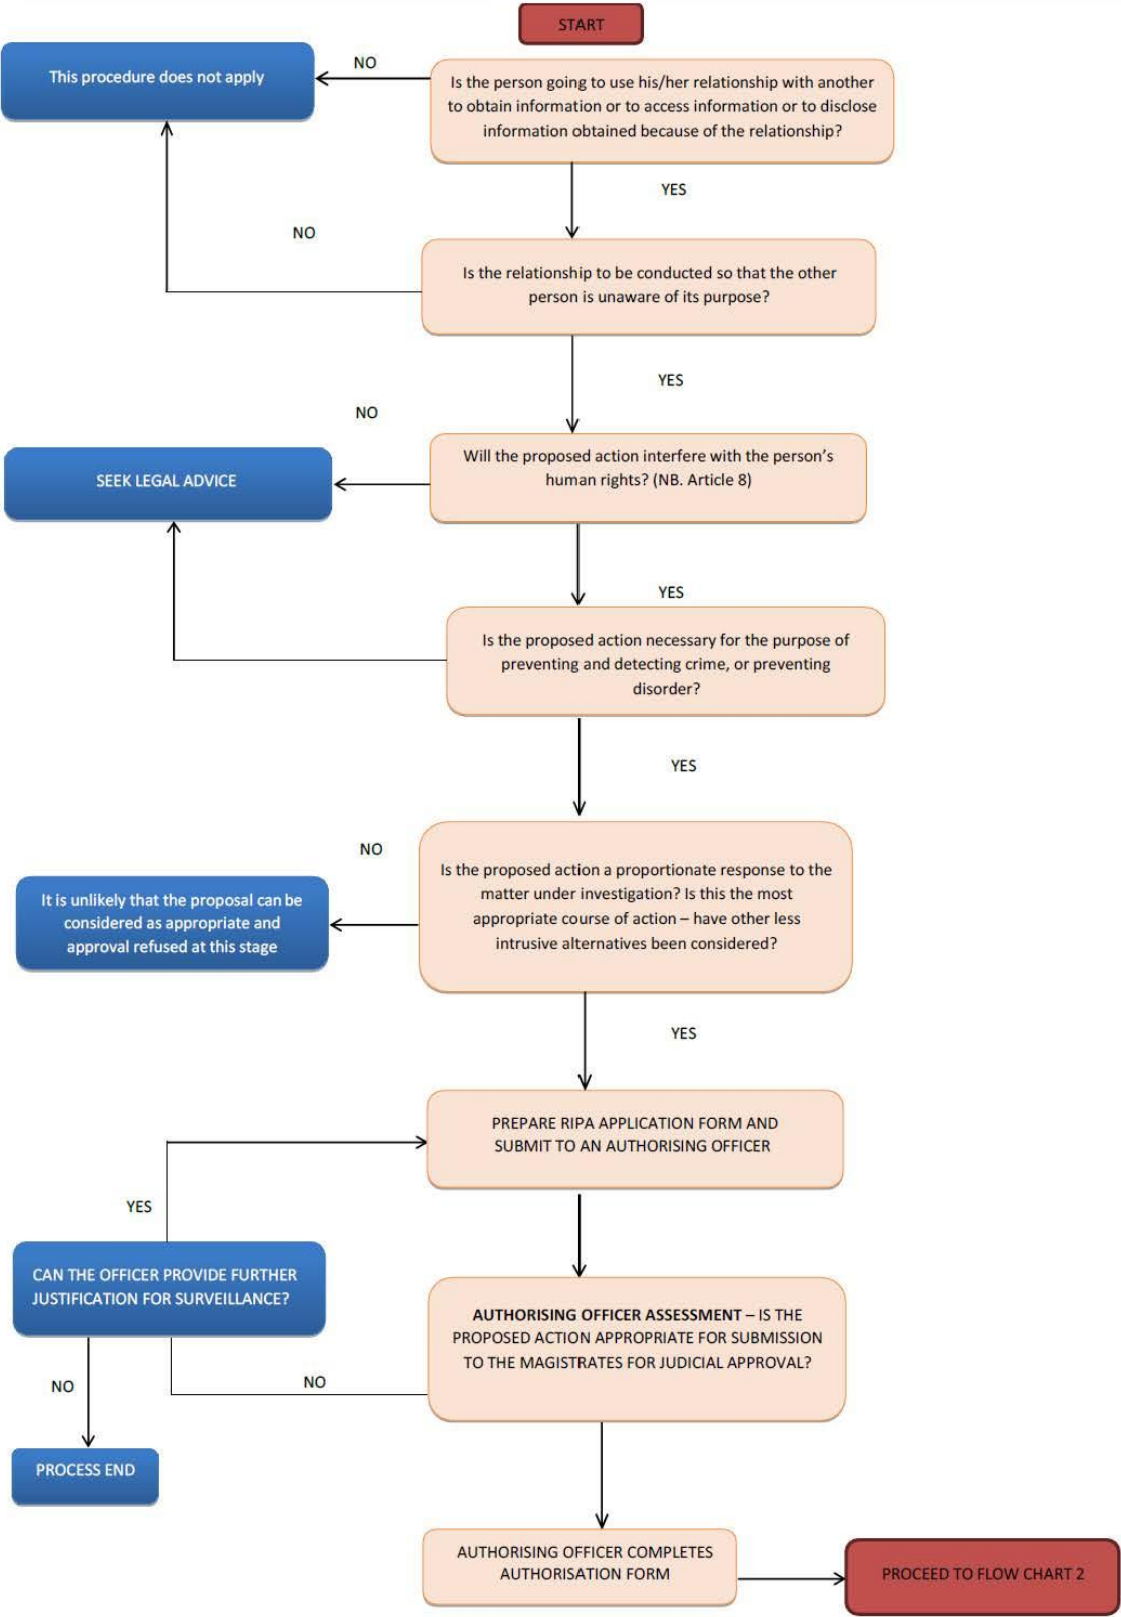 START
This procedure does not apply
NO
Is the person going to use his/her relationship with another
to obtain information or to access information or to disclose
information obtained because of the relationship?
YES
NO
Is the relationship to be conducted so that the other
person is unaware of its purpose?
YES
NO
SEEK LEGAL ADVICE
Will the proposed action interfere with the person's
human rights? (NB. Article 8)
YES
Is the proposed action necessary for the purpose of
preventing and detecting crime, or preventing
disorder?
YES
NO
It is unlikely that the proposal can be
considered as appropriate and
approval refused at this stage
Is the proposed action a proportionate response to the
matter under investigation? Is this the most
appropriate course of action – have other less
intrusive alternatives been considered?
YES
PREPARE RIPA APPLICATION FORM AND
SUBMIT TO AN AUTHORISING OFFICER
YES
CAN THE OFFICER PROVIDE FURTHER
JUSTIFICATION FOR SURVEILLANCE?
AUTHORISING OFFICER ASSESSMENT – IS THE
PROPOSED ACTION APPROPRIATE FOR SUBMISSION
TO THE MAGISTRATES FOR JUDICIAL APPROVAL?
NO
NO
PROCESS END
AUTHORISING OFFICER COMPLETES
AUTHORISATION FORM
PROCEED TO FLOW CHART 2